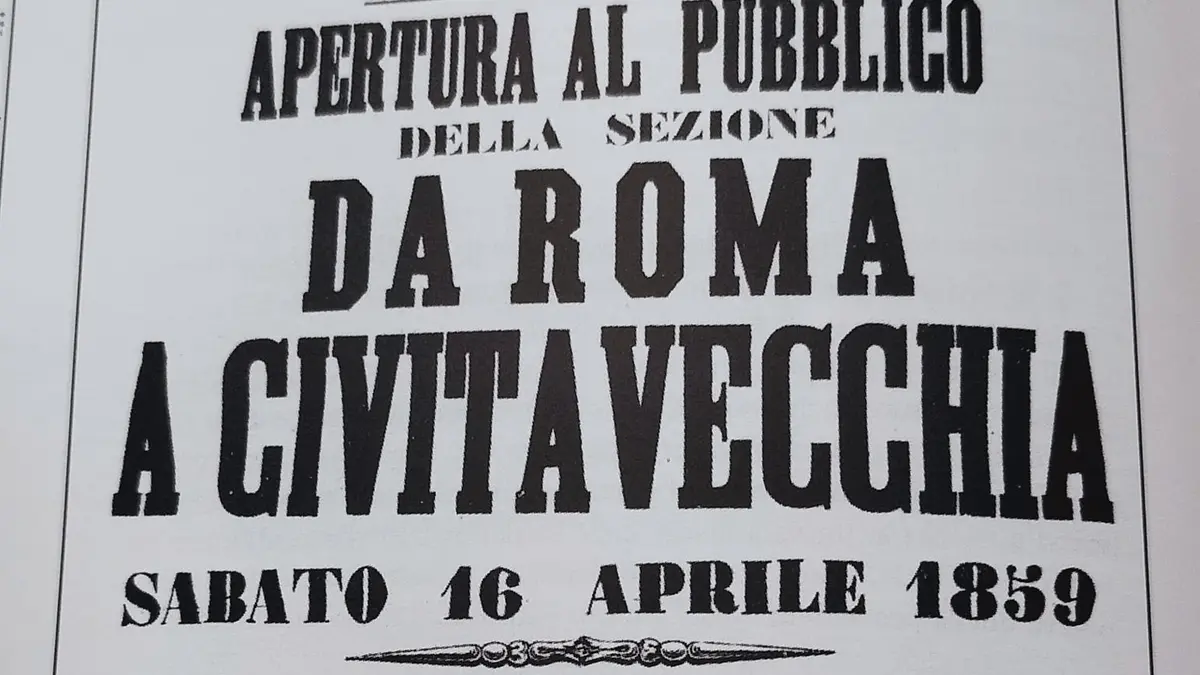 APERTURA AL PUBBLICO
DELLA SEZIONE
DA ROMA
A CIVITAVECCHIA
SABATO 16 APRILE 1859